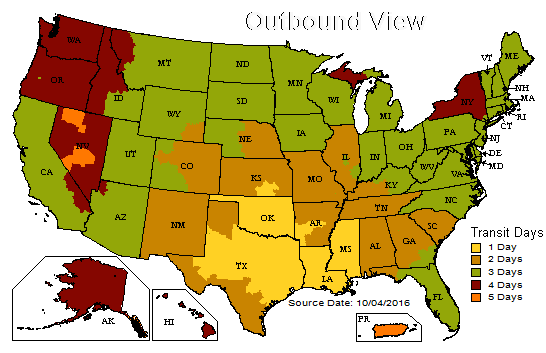 Outbound View
WA
OR
CA
NV
ID
MT
WY
UT
AZ
CO
NM
ND
SD
NE
KS
OK
TX
MN
IA
MO
AR
LA
WI
IL
MI
IN
OH
KY
TN
MS
AL
GA
FL
SC
NC
VA
WV
PA
NY
VT
ME
NH
MA
RI
CT
NJ
DE
MD
AK
HI
PR
Transit Days
1 Day
2 Days
3 Days
4 Days
5 Days
Source Date: 10/04/2016